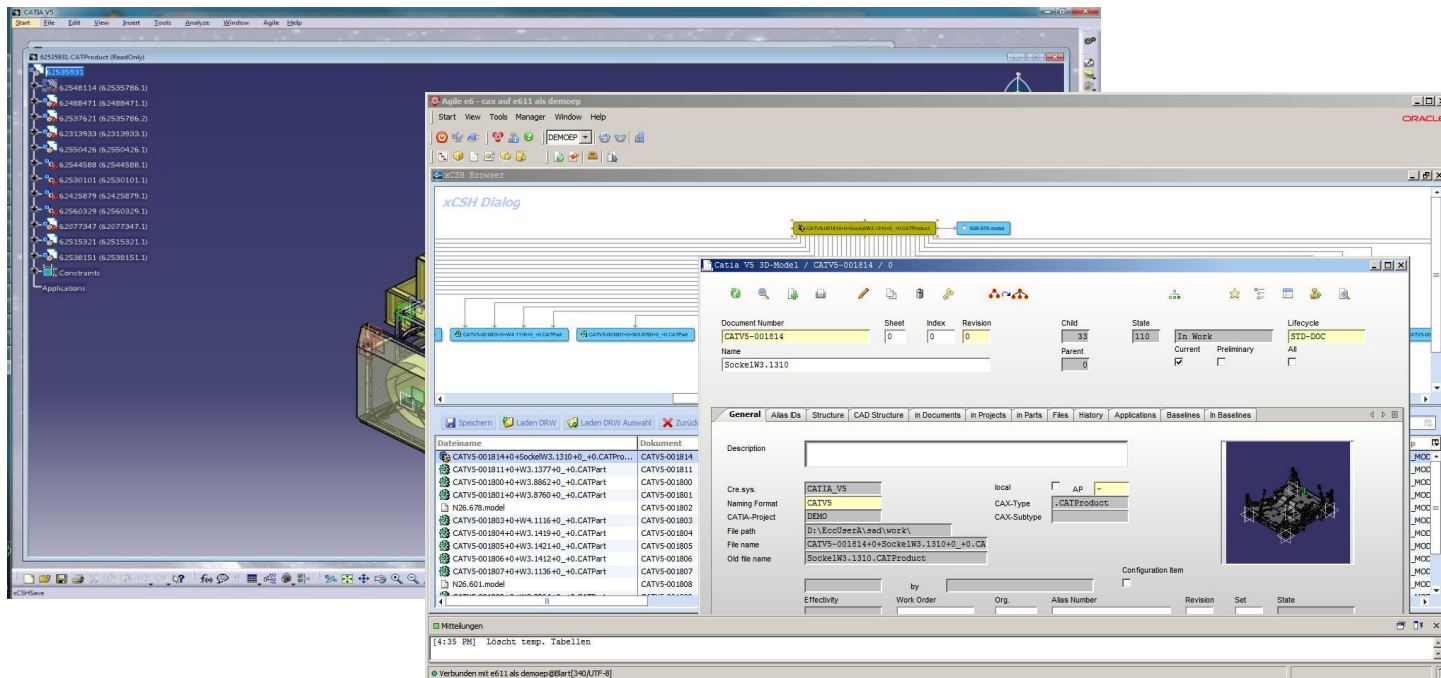 CATIA V5
Start File Edit View Insert Tools Analyze Window Agile Help
62535931.CATProduct (ReadOnly)
62535931
62548114 (62535786.1)
62488471 (62488471.1)
62537621 (62535786.2)
62313933 (62313933.1)
62550426 (62550426.1)
62544588 (62544588.1)
62530101 (62530101.1)
62425879 (62425879.1)
62560329 (62560329.1)
62077347 (62077347.1)
62515321 (62515321.1)
62538151 (62538151.1)
Constraints
Applications
xCSHSave
Agile e6 - cax auf e611 als demoep
Start View Tools Manager Window Help
ORACLE
DEMOEP
xCSH Browser
xCSH Dialog
CATV5-001814+0+SockelW3.1310+0_+0.CATProduct
N26.678.model
CATV5-001803+0+W4.1116+0_+0.CATPart
CATV5-001801+0+W3.8760+0_+0.CATPart
Speichern Laden DRW Laden DRW Auswahl
Dateiname Dokument
CATV5-001814+0+SockelW3.1310+0_+0.CATPro... CATV5-001814
CATV5-001811+0+W3.1377+0_+0.CATPart CATV5-001811
CATV5-001800+0+W3.8862+0_+0.CATPart CATV5-001800
CATV5-001801+0+W3.8760+0_+0.CATPart CATV5-001801
N26.678.model CATV5-001802
CATV5-001803+0+W4.1116+0_+0.CATPart CATV5-001803
CATV5-001804+0+W3.1419+0_+0.CATPart CATV5-001804
CATV5-001805+0+W3.1421+0_+0.CATPart CATV5-001805
CATV5-001806+0+W3.1412+0_+0.CATPart CATV5-001806
CATV5-001807+0+W3.1136+0_+0.CATPart CATV5-001807
N26.601.model CATV5-001808
Catia V5 3D-Model / CATV5-001814 / 0
Document Number Sheet Index Revision Child State Lifecycle
CATV5-001814 0 0 0 33 110 In Work STD-DOC
Name Parent Current Preliminary All
SockelW3.1310 0
General Alias IDs Structure CAD Structure in Documents in Projects in Parts Files History Applications Baselines In Baselines
Description
Cre.sys. CATIA_V5 local AP -
Naming Format CATV5 CAX-Type .CATProduct
CATIA-Project DEMO CAX-Subtype
File path D:\EccUserA\sad\work\
File name CATV5-001814+0+SockelW3.1310+0_+0.CA
Old file name SockelW3.1310.CATProduct
Configuration Item
by
Effectivity Work Order Org. Alias Number Revision Set State
Mitteilungen
[4:35 PM] Löscht temp. Tabellen
Verbunden mit e611 als demoep@Blart[340/UTF-8]